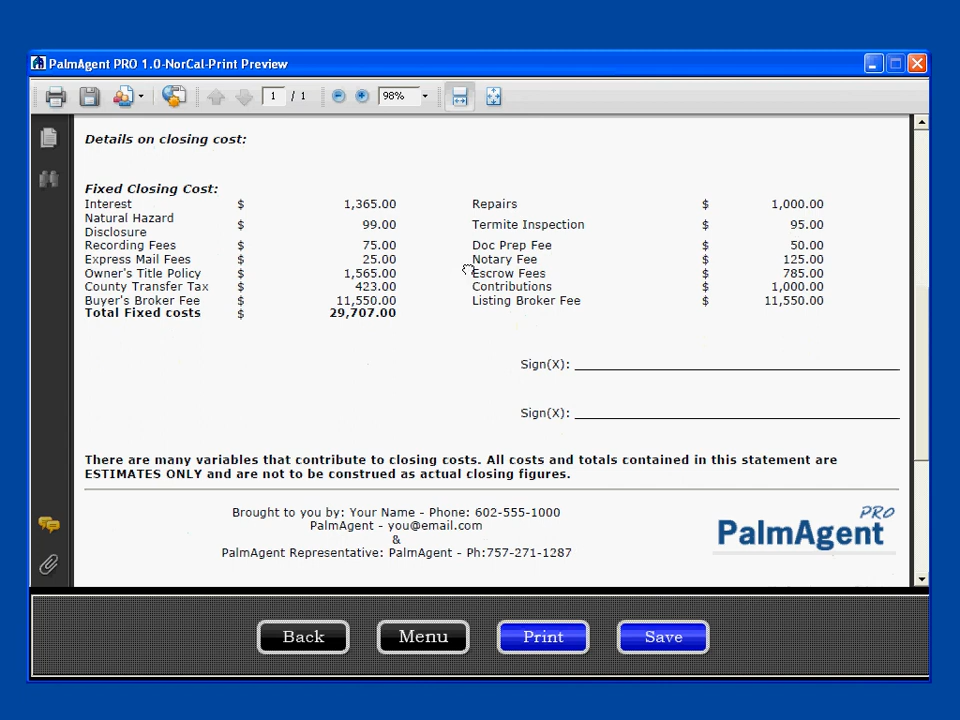 PalmAgent PRO 1.0-NorCal-Print Preview
1 / 1 98%
Details on closing cost:
Fixed Closing Cost:
Interest $ 1,365.00 Repairs $ 1,000.00
Natural Hazard
Disclosure $ 99.00 Termite Inspection $ 95.00
Recording Fees $ 75.00 Doc Prep Fee $ 50.00
Express Mail Fees $ 25.00 Notary Fee $ 125.00
Owner's Title Policy $ 1,565.00 Escrow Fees $ 785.00
County Transfer Tax $ 423.00 Contributions $ 1,000.00
Buyer's Broker Fee $ 11,550.00 Listing Broker Fee $ 11,550.00
Total Fixed costs $ 29,707.00
Sign(X):
Sign(X):
There are many variables that contribute to closing costs. All costs and totals contained in this statement are
ESTIMATES ONLY and are not to be construed as actual closing figures.
Brought to you by: Your Name - Phone: 602-555-1000
PalmAgent - you@email.com
&
PalmAgent Representative: PalmAgent - Ph:757-271-1287
PRO
PalmAgent
Back Menu Print Save